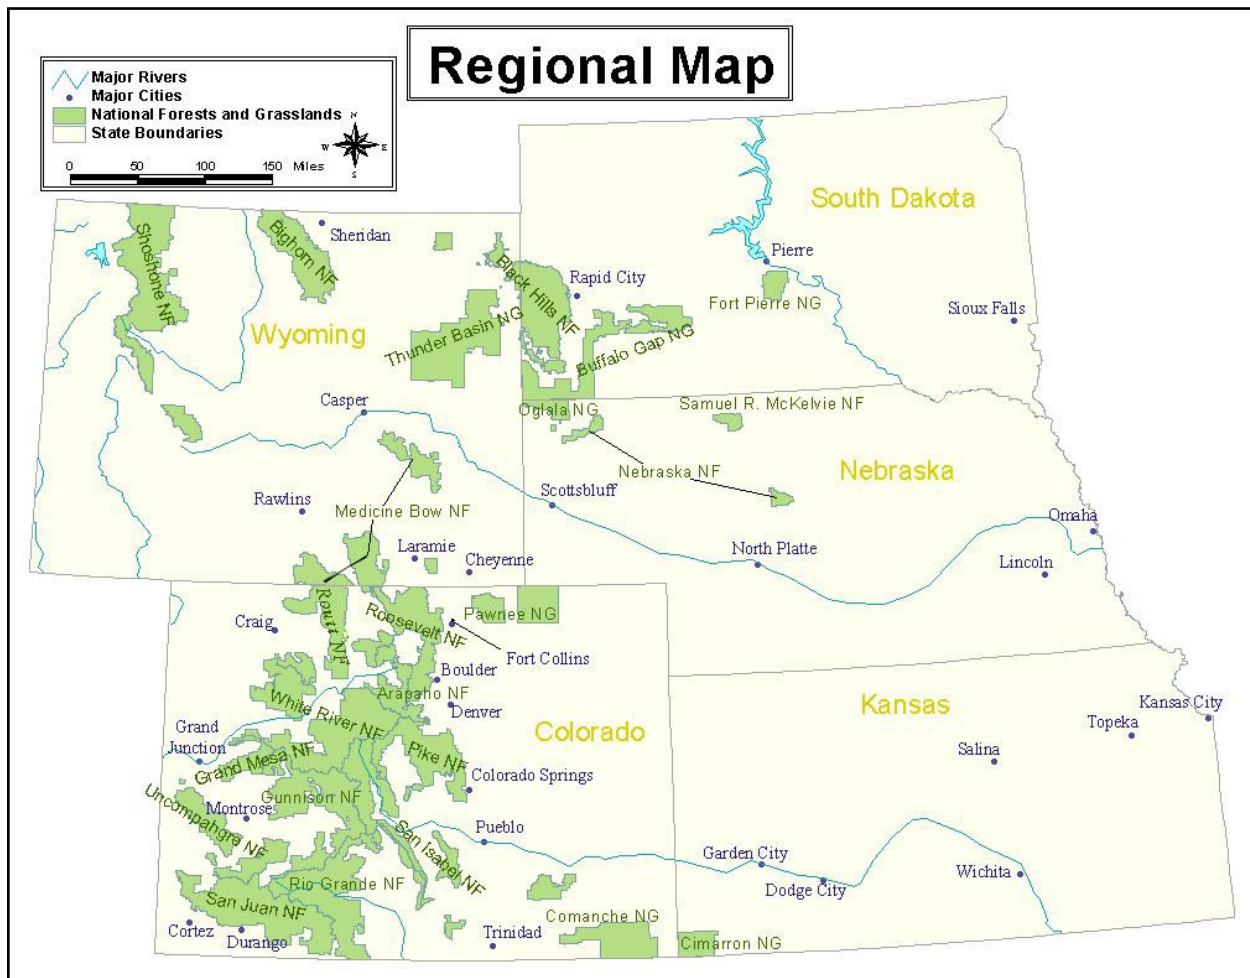 Regional Map
Major Rivers
Major Cities
National Forests and Grasslands
State Boundaries
N
W
E
S
0 50 100 150 Miles
South Dakota
Shoshone NF
Bighorn NF
Sheridan
Pierre
Black Hills NF
Rapid City
Fort Pierre NG
Sioux Falls
Wyoming
Thunder Basin NG
Buffalo Gap NG
Casper
Oglala NG
Samuel R. McKelvie NF
Nebraska NF
Nebraska
Rawlins
Medicine Bow NF
Scottsbluff
Omaha
Laramie
Cheyenne
North Platte
Lincoln
Routt NF
Roosevelt NF
Pawnee NG
Craig
Fort Collins
Boulder
Arapaho NF
White River NF
Denver
Kansas
Kansas City
Topeka
Grand
Junction
Colorado
Salina
Grand Mesa NF
Pike NF
Colorado Springs
Gunnison NF
Montrose
Uncompahgre NF
San Isabel NF
Pueblo
Garden City
Dodge City
Wichita
Rio Grande NF
San Juan NF
Comanche NG
Cortez
Durango
Trinidad
Cimarron NG